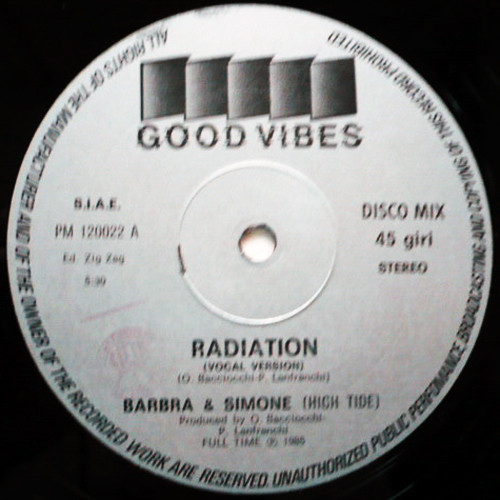 ALL RIGHTS OF THE MANUFACTURER AND OF THE OWNER OF THE RECORDED WORK ARE RESERVED. UNAUTHORIZED PUBLIC PERFORMANCE BROADCASTING AND COPYING OF THIS RECORD PROHIBITED
GOOD VIBES
S.I.A.E.
PM 120022 A
Ed. Zig Zag
5:30
DISCO MIX
45 giri
STEREO
RADIATION
(VOCAL VERSION)
(O. Bacciocchi-P. Lanfranchi)
BARBRA & SIMONE (HIGH TIDE)
Produced by O. Bacciocchi-
P. Lanfranchi
FULL TIME ℗ 1985